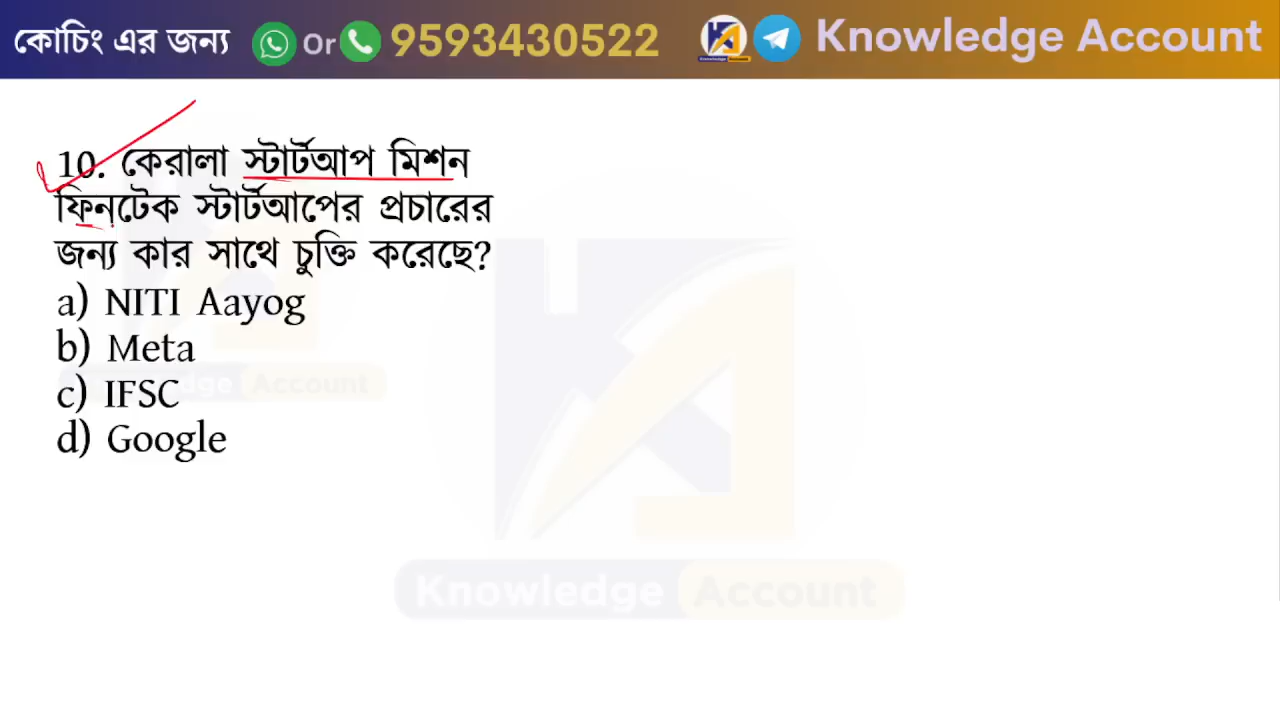 কোচিং এর জন্য Or 9593430522 Knowledge Account
10. কেরালা স্টার্টআপ মিশন
ফিনটেক স্টার্টআপের প্রচারের
জন্য কার সাথে চুক্তি করেছে?
a) NITI Aayog
b) Meta
c) IFSC
d) Google
Knowledge Account